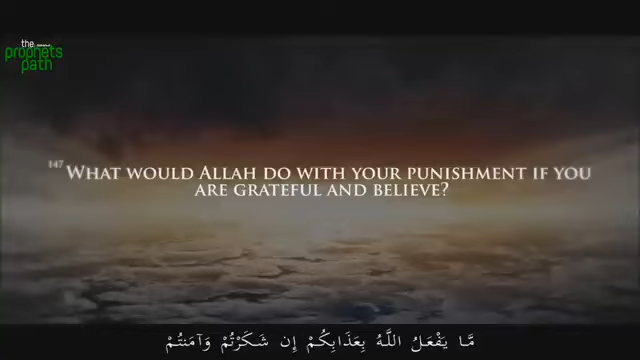 the
prophets
path
147 WHAT WOULD ALLAH DO WITH YOUR PUNISHMENT IF YOU
ARE GRATEFUL AND BELIEVE?
مَّا يَفْعَلُ اللَّهُ بِعَذَابِكُمْ إِن شَكَرْتُمْ وَآمَنتُمْ